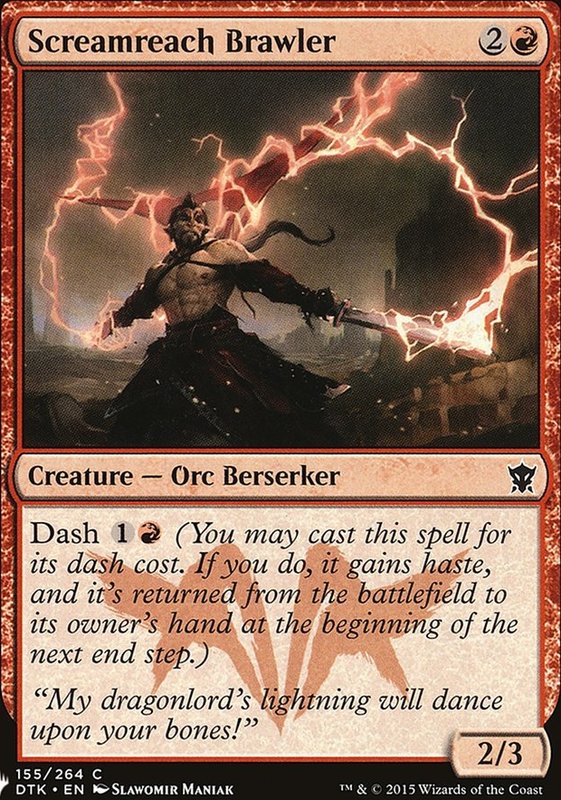 Screamreach Brawler 2
Creature — Orc Berserker
Dash 1 (You may cast this spell for
its dash cost. If you do, it gains haste,
and it's returned from the battlefield to
its owner's hand at the beginning of the
next end step.)
“My dragonlord's lightning will dance
upon your bones!”
2/3
155/264 C
DTK • EN Slawomir Maniak ™ & © 2015 Wizards of the Coast